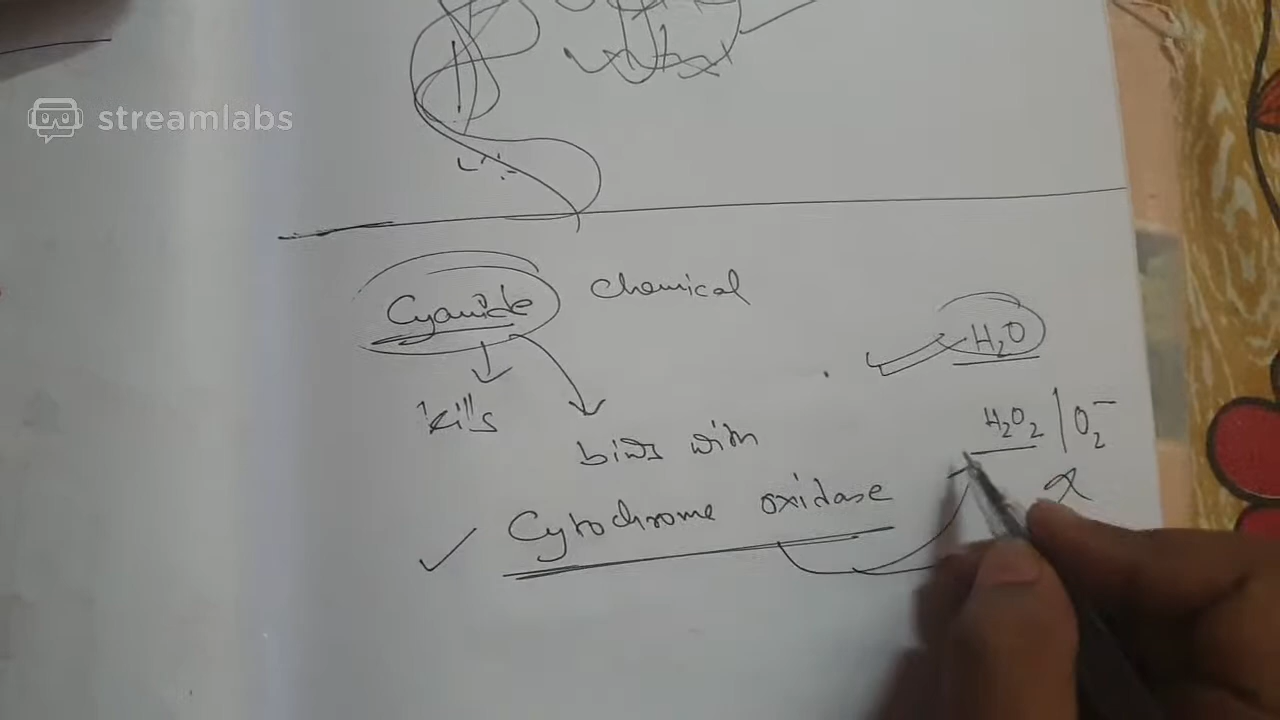 streamlabs
Cyanide chemical
H2O
kills
H2O2 | O2⁻
binds with
Cytochrome oxidase